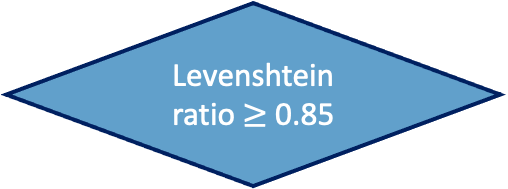 Levenshtein
ratio ≥ 0.85